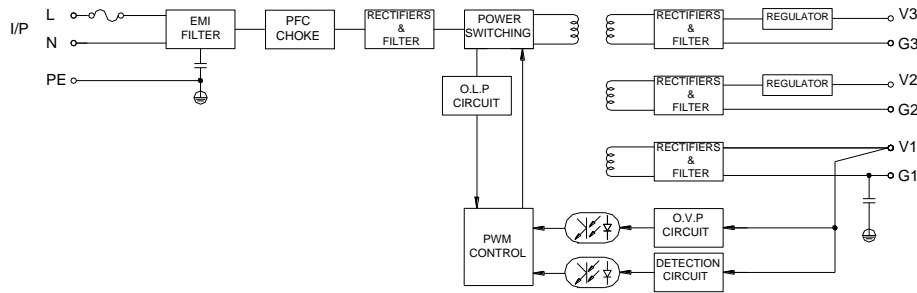 I/P
L
N
PE
EMI
FILTER
PFC
CHOKE
RECTIFIERS
&
FILTER
POWER
SWITCHING
O.L.P
CIRCUIT
PWM
CONTROL
RECTIFIERS
&
FILTER
REGULATOR
V3
G3
RECTIFIERS
&
FILTER
REGULATOR
V2
G2
RECTIFIERS
&
FILTER
V1
G1
O.V.P
CIRCUIT
DETECTION
CIRCUIT